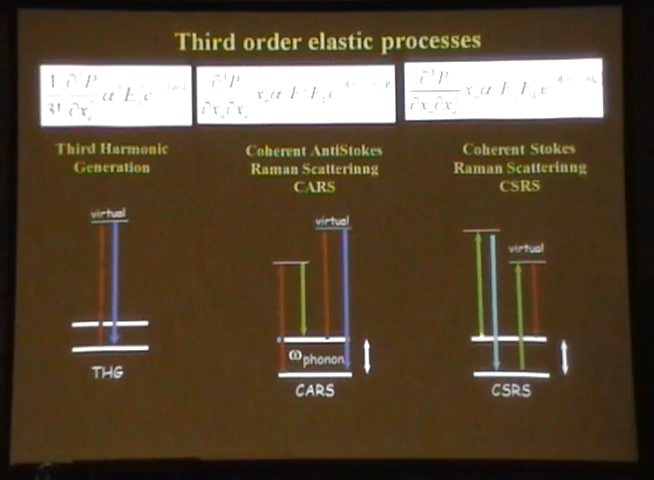 Third order elastic processes
Third Harmonic
Generation
Coherent AntiStokes
Raman Scatterinng
CARS
Coherent Stokes
Raman Scatterinng
CSRS
virtual
virtual
virtual
ωphonon
THG
CARS
CSRS